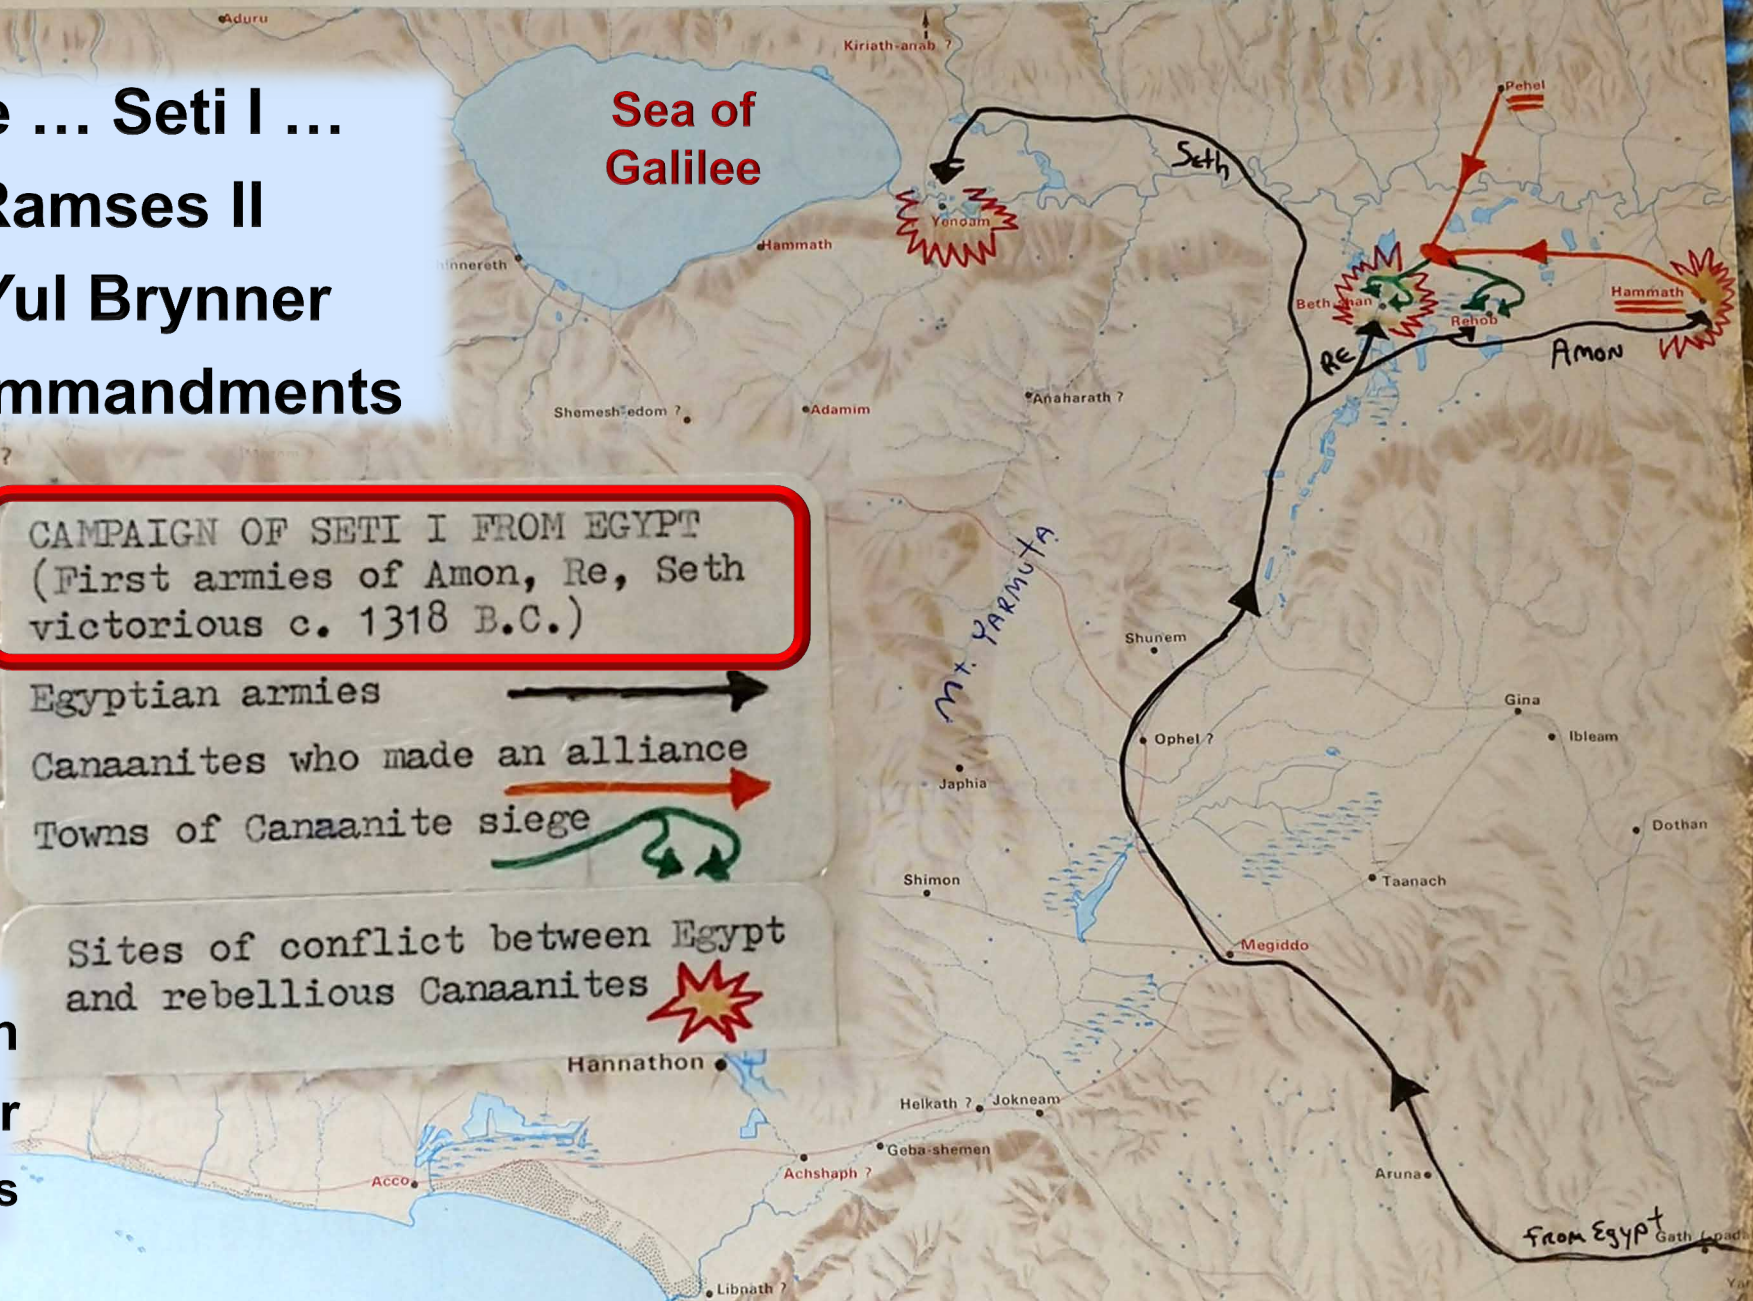 Aduru
Kiriath-anab ?
… Seti I …
Ramses II
Yul Brynner
Sea of
Galilee
Pehel
Seth
Yenoam
Hammath
Beth-shan
Rehob
Hammath
RE
AMON
Shemesh-edom ?
Adamim
Anaharath ?
?
CAMPAIGN OF SETI I FROM EGYPT
(First armies of Amon, Re, Seth
victorious c. 1318 B.C.)
Egyptian armies
Canaanites who made an alliance
Towns of Canaanite siege
Sites of conflict between Egypt
and rebellious Canaanites
Mt. YARMUTA
Shunem
Gina
Ibleam
Ophel ?
Japhia
Dothan
Shimon
Taanach
Megiddo
Hannathon
Helkath ?
Jokneam
Geba-shemen
Achshaph ?
Acco
Aruna
From Egypt
Gath
Libnath ?